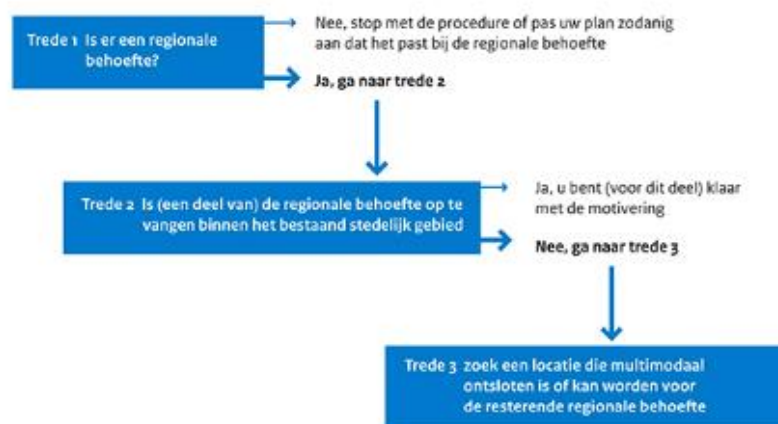 Trede 1 Is er een regionale
behoefte?
Nee, stop met de procedure of pas uw plan zodanig
aan dat het past bij de regionale behoefte
Ja, ga naar trede 2
Trede 2 Is (een deel van) de regionale behoefte op te
vangen binnen het bestaand stedelijk gebied
Ja, u bent (voor dit deel) klaar
met de motivering
Nee, ga naar trede 3
Trede 3 zoek een locatie die multimodaal
ontsloten is of kan worden voor
de resterende regionale behoefte